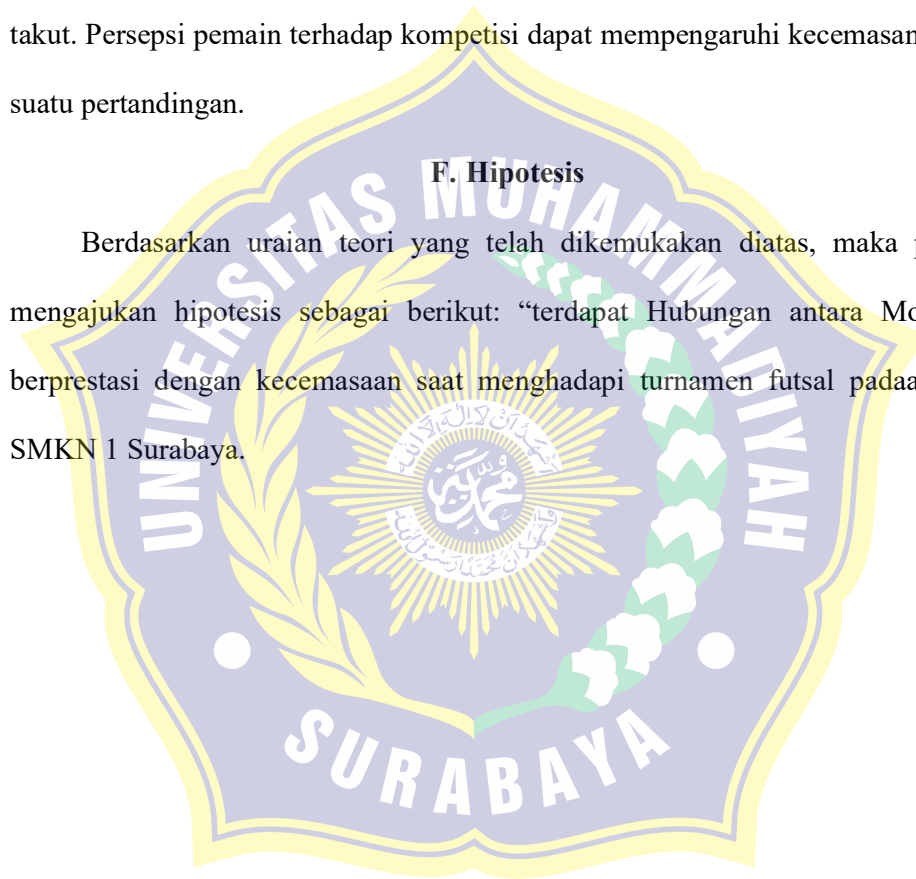 takut. Persepsi pemain terhadap kompetisi dapat mempengaruhi kecemasan
suatu pertandingan.
F. Hipotesis
Berdasarkan uraian teori yang telah dikemukakan diatas, maka p
mengajukan hipotesis sebagai berikut: “terdapat Hubungan antara Mo
berprestasi dengan kecemasaan saat menghadapi turnamen futsal padaa
SMKN 1 Surabaya.
UNIVERSITAS MUHAMMADIYAH
SURABAYA